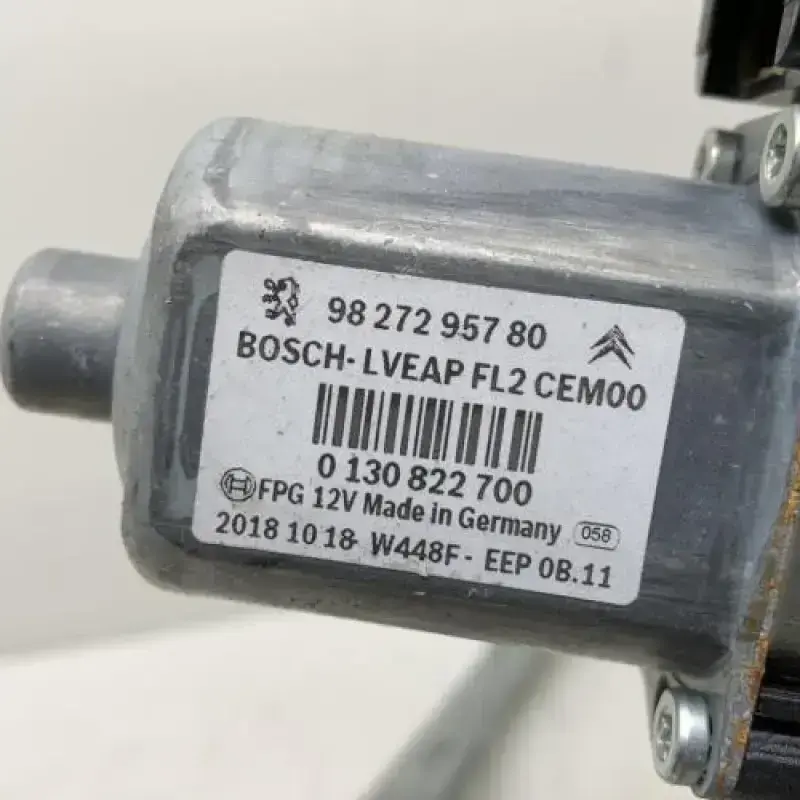 98 272 957 80
BOSCH-LVEAP FL2 CEM00
0 130 822 700
FPG 12V Made in Germany 058
2018 10 18- W448F - EEP 0B.11